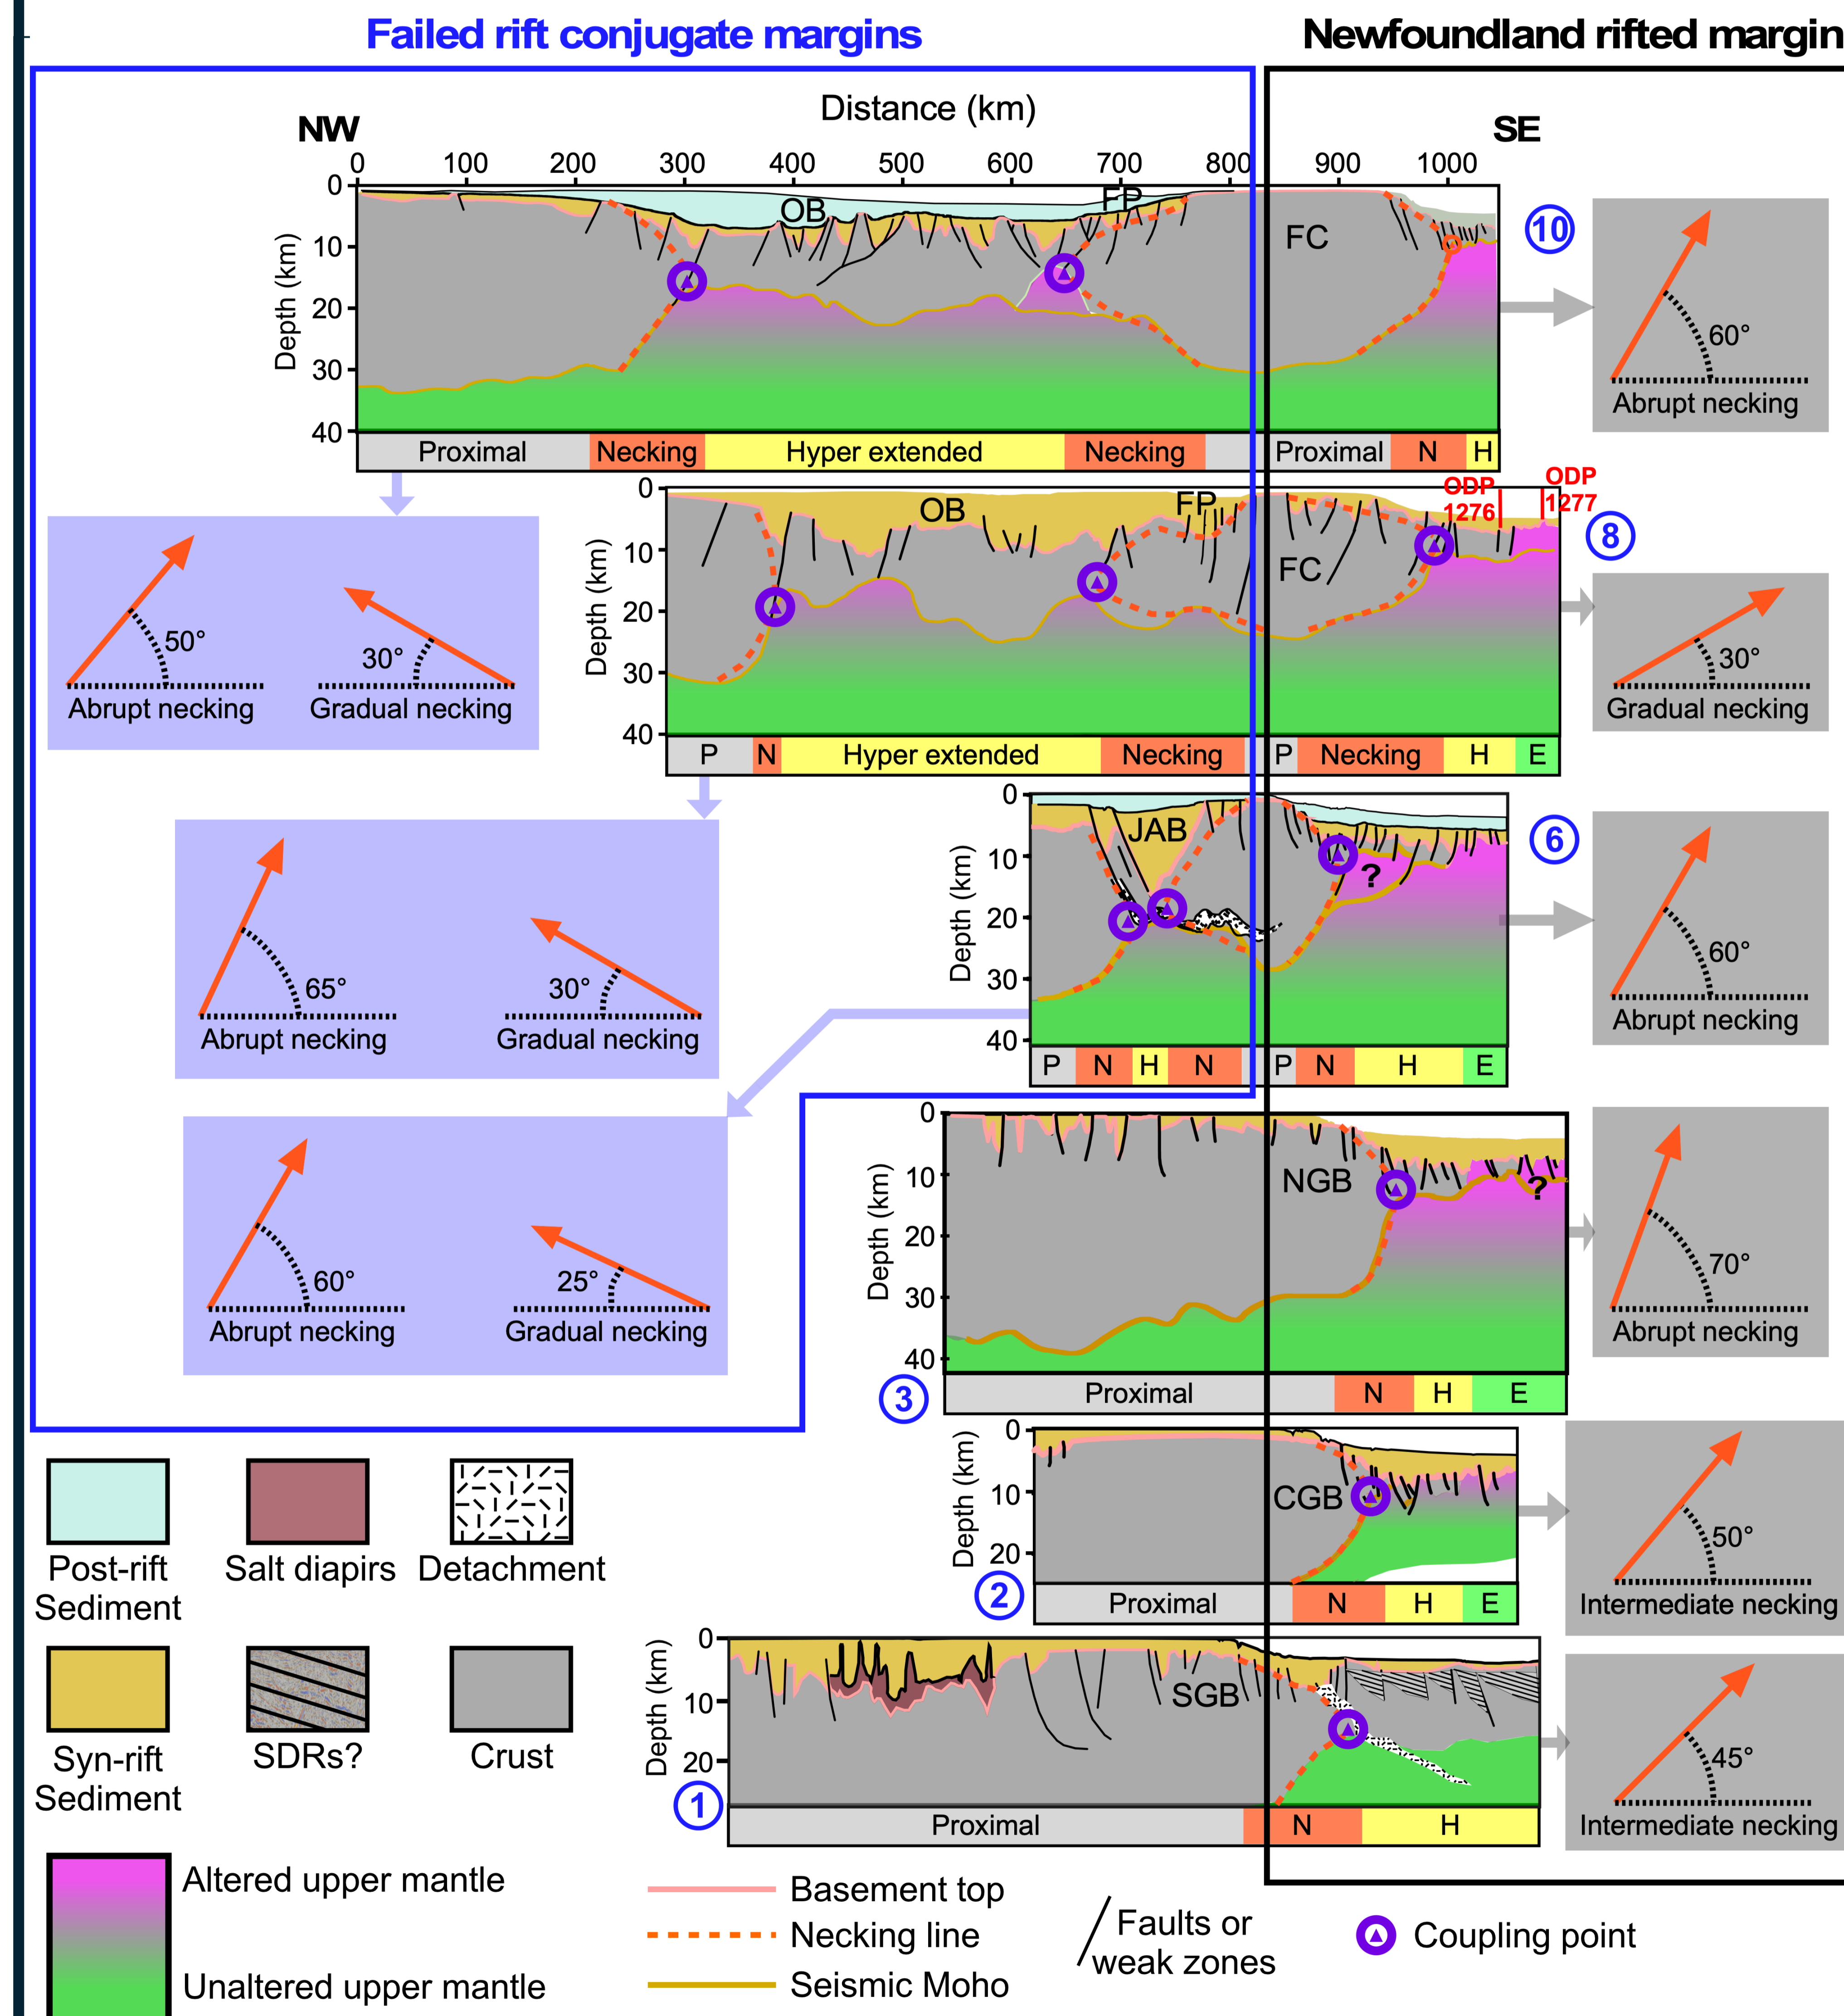 Failed rift conjugate margins
Newfoundland rifted margin
Distance (km)
NW
SE
0 100 200 300 400 500 600 700 800 900 1000
0
10
20
30
40
Depth (km)
OB
FP
FC
10
60°
Abrupt necking
Proximal Necking Hyper extended Necking Proximal N H
0
10
20
30
40
Depth (km)
OB
FP
FC
ODP
1276
ODP
1277
8
50°
Abrupt necking
30°
Gradual necking
30°
Gradual necking
P N Hyper extended Necking P Necking H E
0
10
20
30
40
Depth (km)
JAB
?
6
65°
Abrupt necking
30°
Gradual necking
60°
Abrupt necking
P N H N P N H E
0
10
20
30
40
Depth (km)
NGB
?
60°
Abrupt necking
25°
Gradual necking
70°
Abrupt necking
3
Proximal N H E
0
10
20
Depth (km)
CGB
2
50°
Intermediate necking
Proximal N H E
0
10
20
Depth (km)
SGB
1
45°
Intermediate necking
Proximal N H
Post-rift
Sediment
Salt diapirs
Detachment
Syn-rift
Sediment
SDRs?
Crust
Altered upper mantle
Unaltered upper mantle
Basement top
Necking line
Seismic Moho
Faults or
weak zones
Coupling point